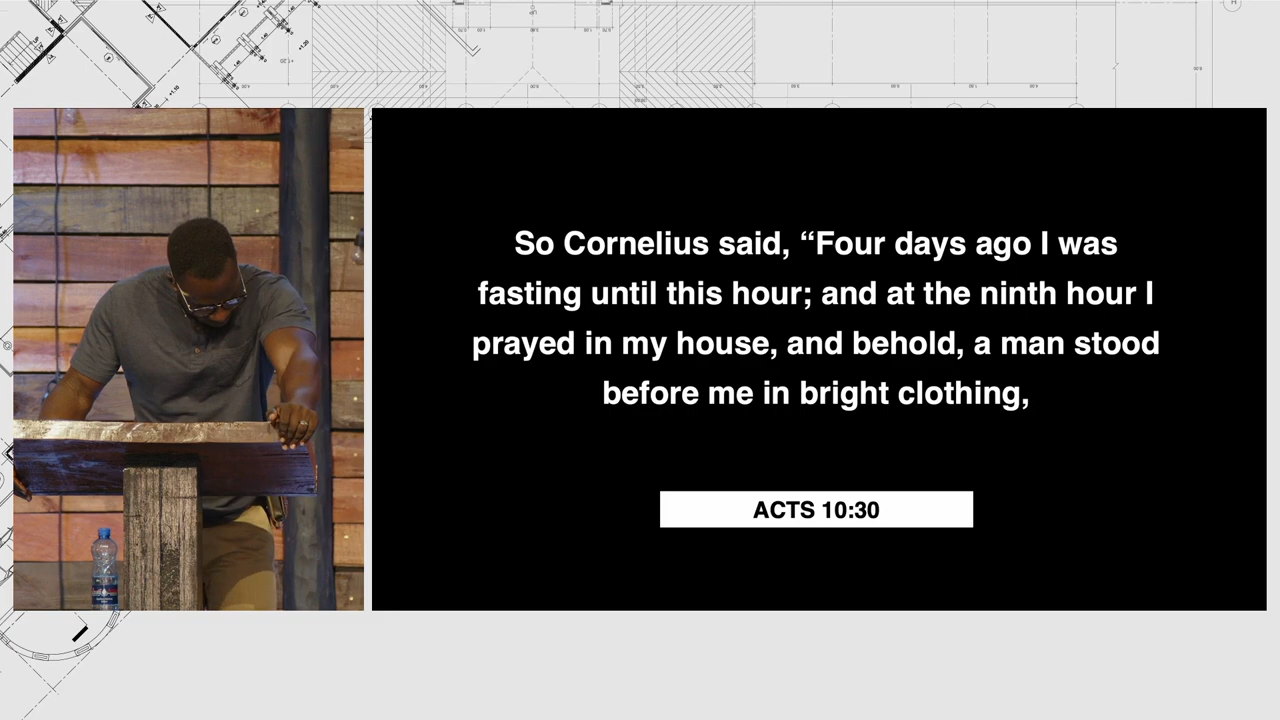 So Cornelius said, “Four days ago I was
fasting until this hour; and at the ninth hour I
prayed in my house, and behold, a man stood
before me in bright clothing,
ACTS 10:30